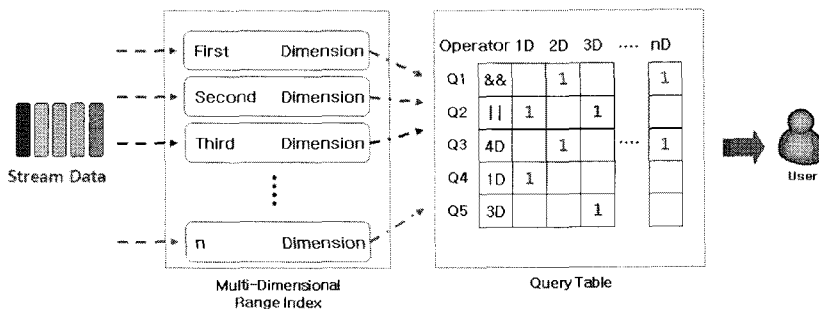 Stream Data
First Dimension
Second Dimension
Third Dimension
n Dimension
Multi-Dimensional
Range Index
Operator 1D 2D 3D .... nD
Q1 && 1 1
Q2 || 1 1
Q3 4D 1 .... 1
Q4 1D 1
Q5 3D 1
Query Table
User